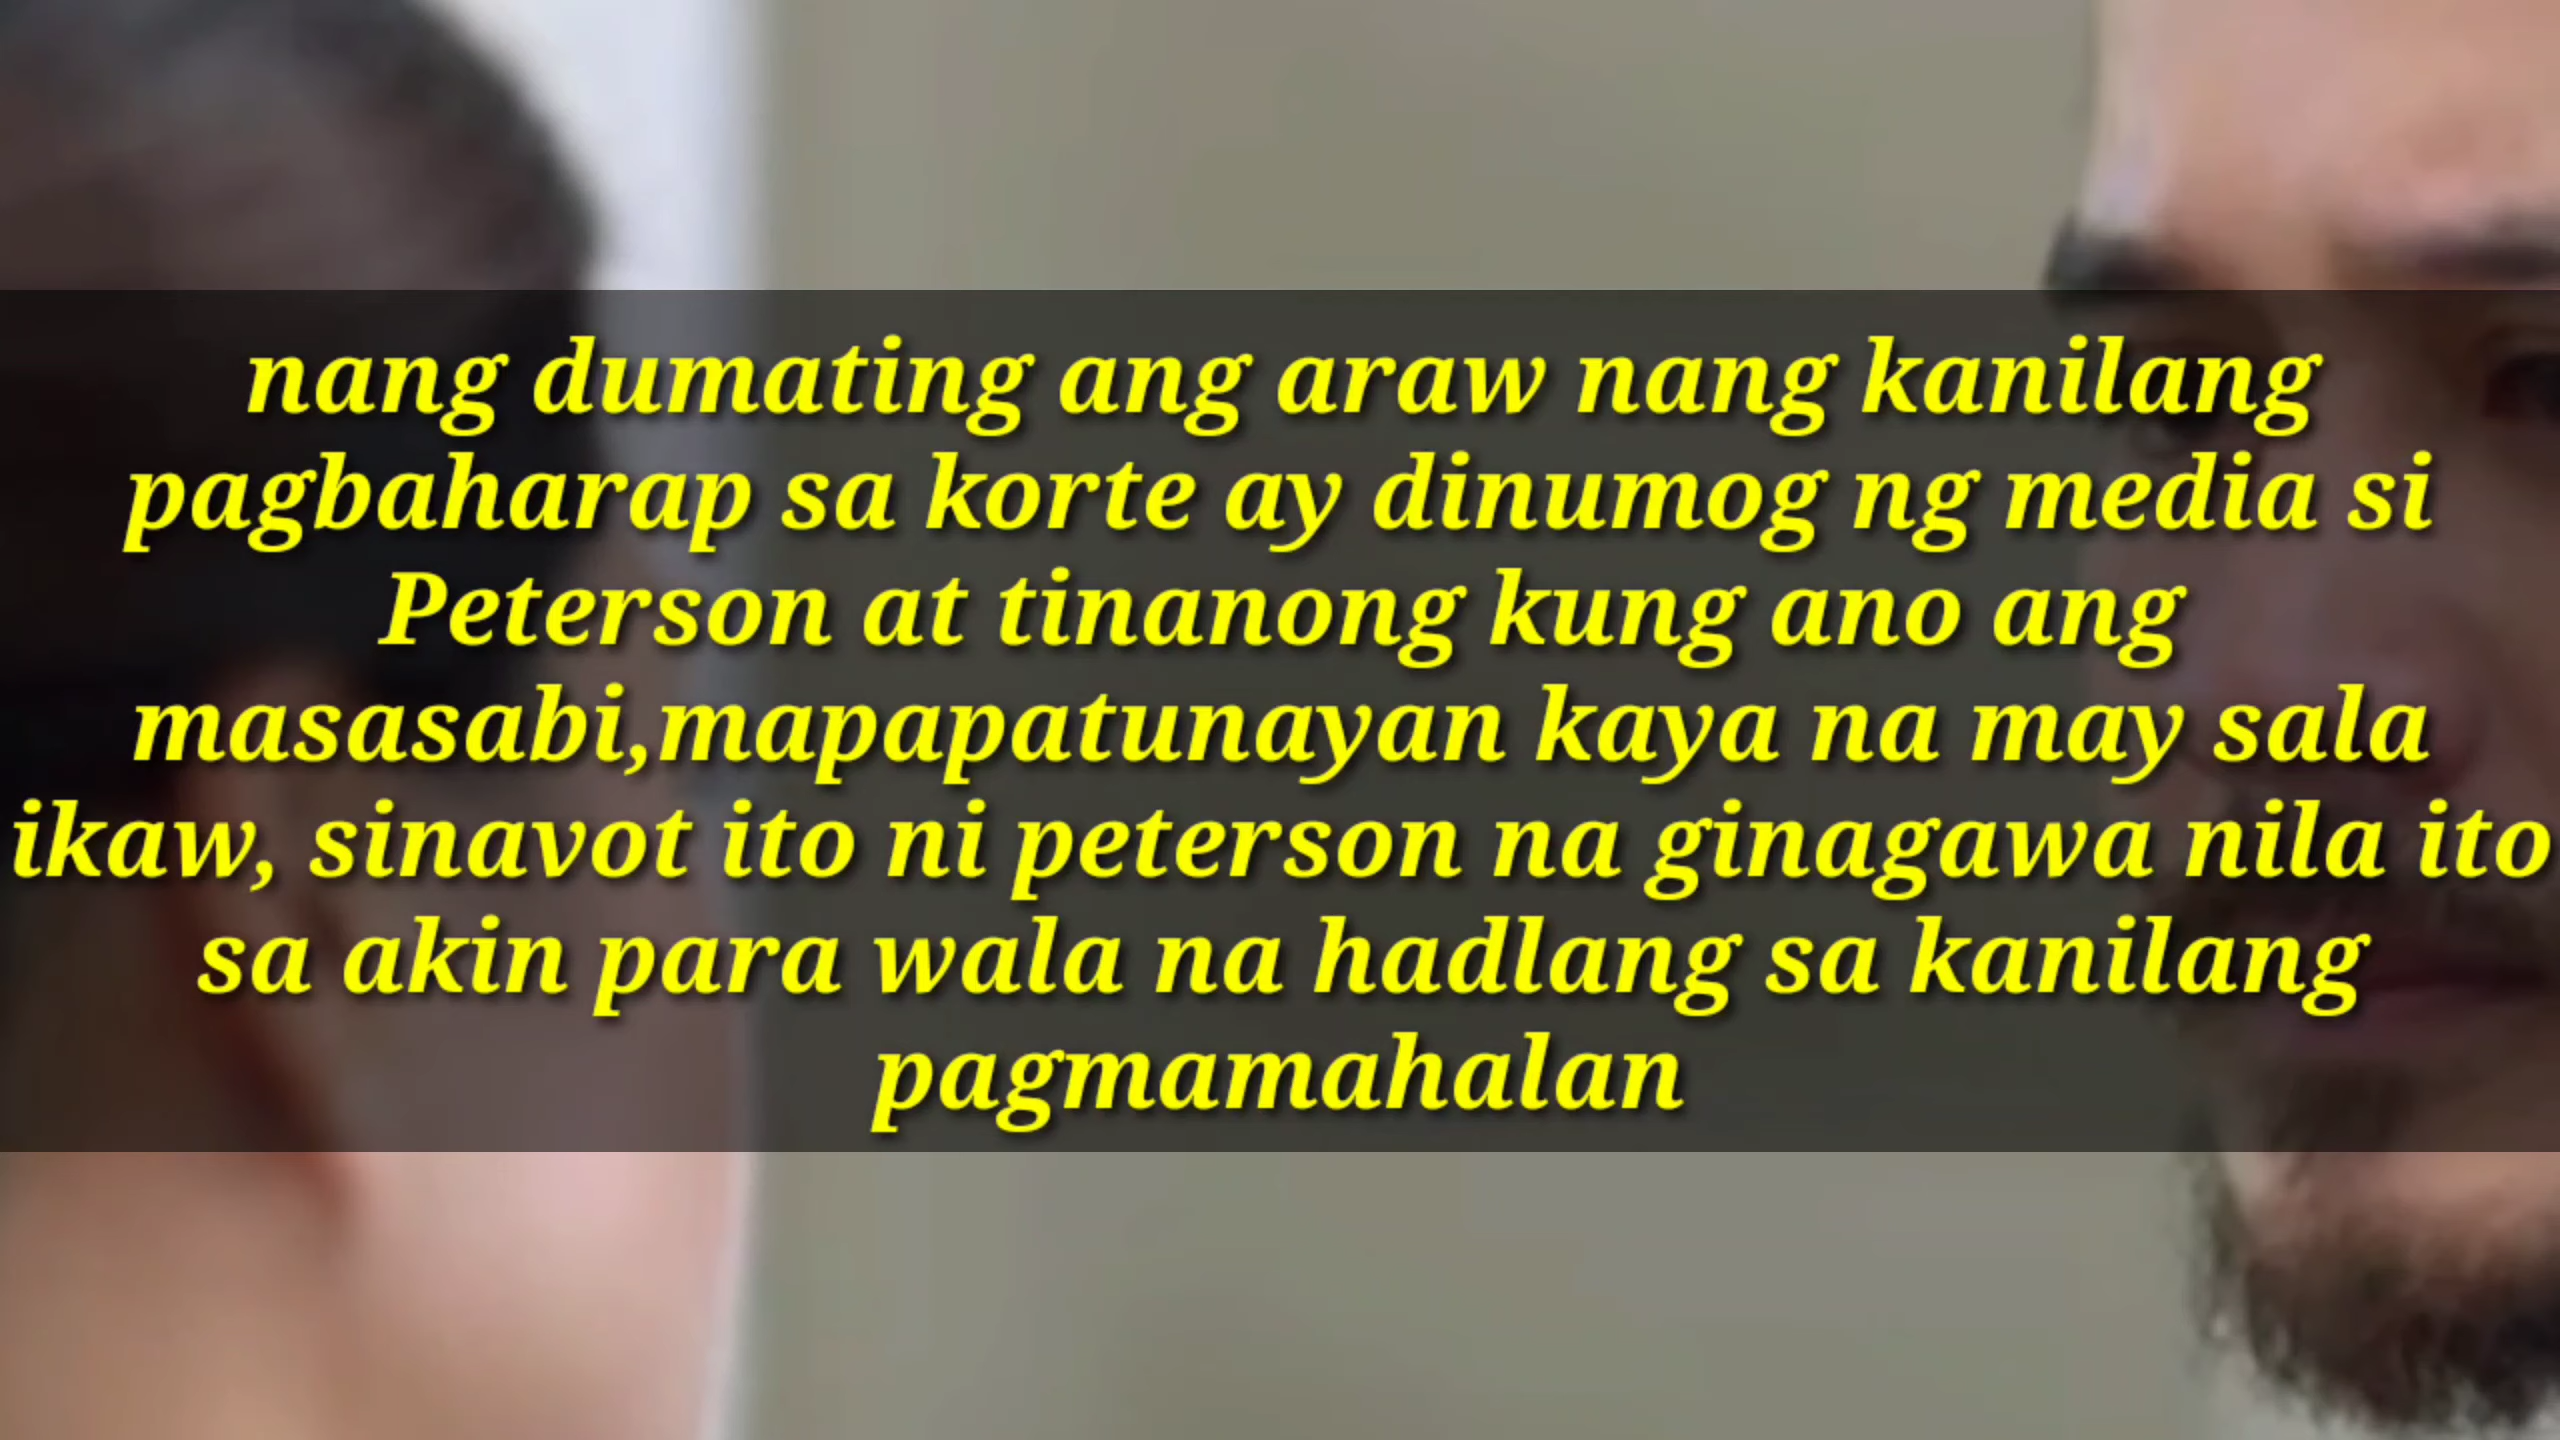 nang dumating ang araw nang kanilang
pagbaharap sa korte ay dinumog ng media si
Peterson at tinanong kung ano ang
masasabi,mapapatunayan kaya na may sala
ikaw, sinavot ito ni peterson na ginagawa nila ito
sa akin para wala na hadlang sa kanilang
pagmamahalan